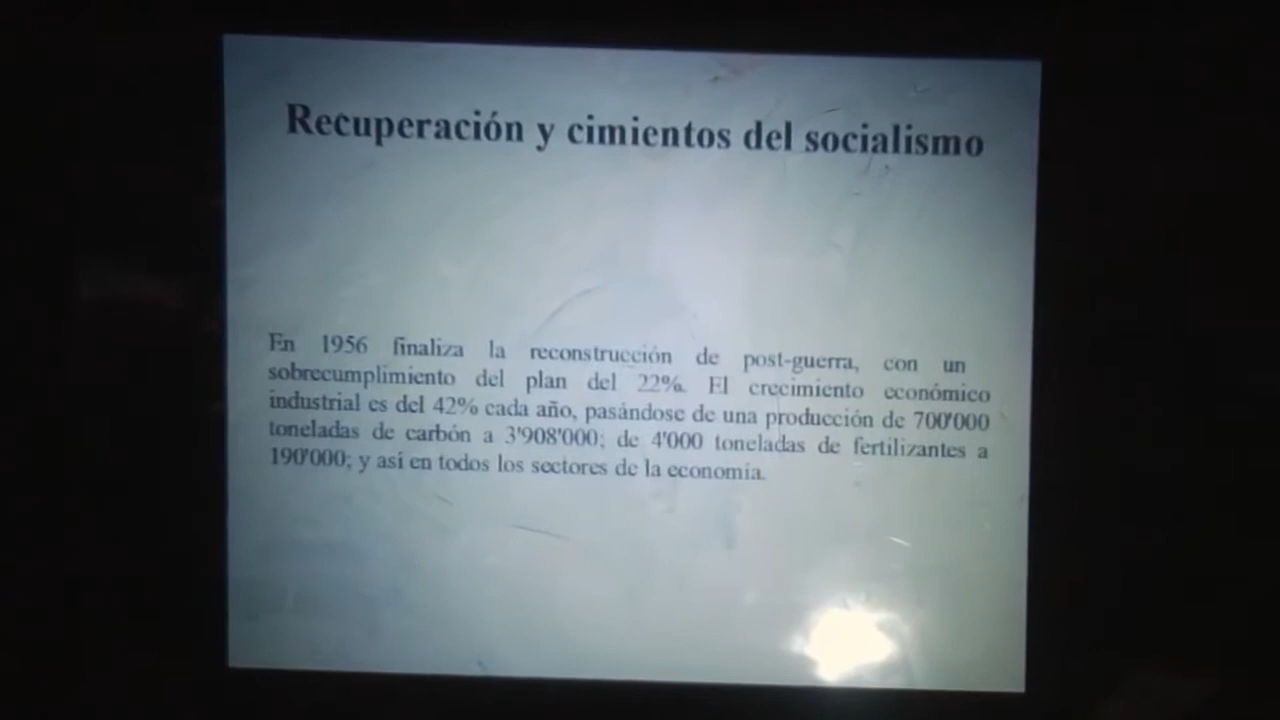 Recuperación y cimientos del socialismo
En 1956 finaliza la reconstrucción de post-guerra, con un
sobrecumplimiento del plan del 22%. El crecimiento económico
industrial es del 42% cada año, pasándose de una producción de 700'000
toneladas de carbón a 3'908'000; de 4'000 toneladas de fertilizantes a
190'000; y así en todos los sectores de la economía.